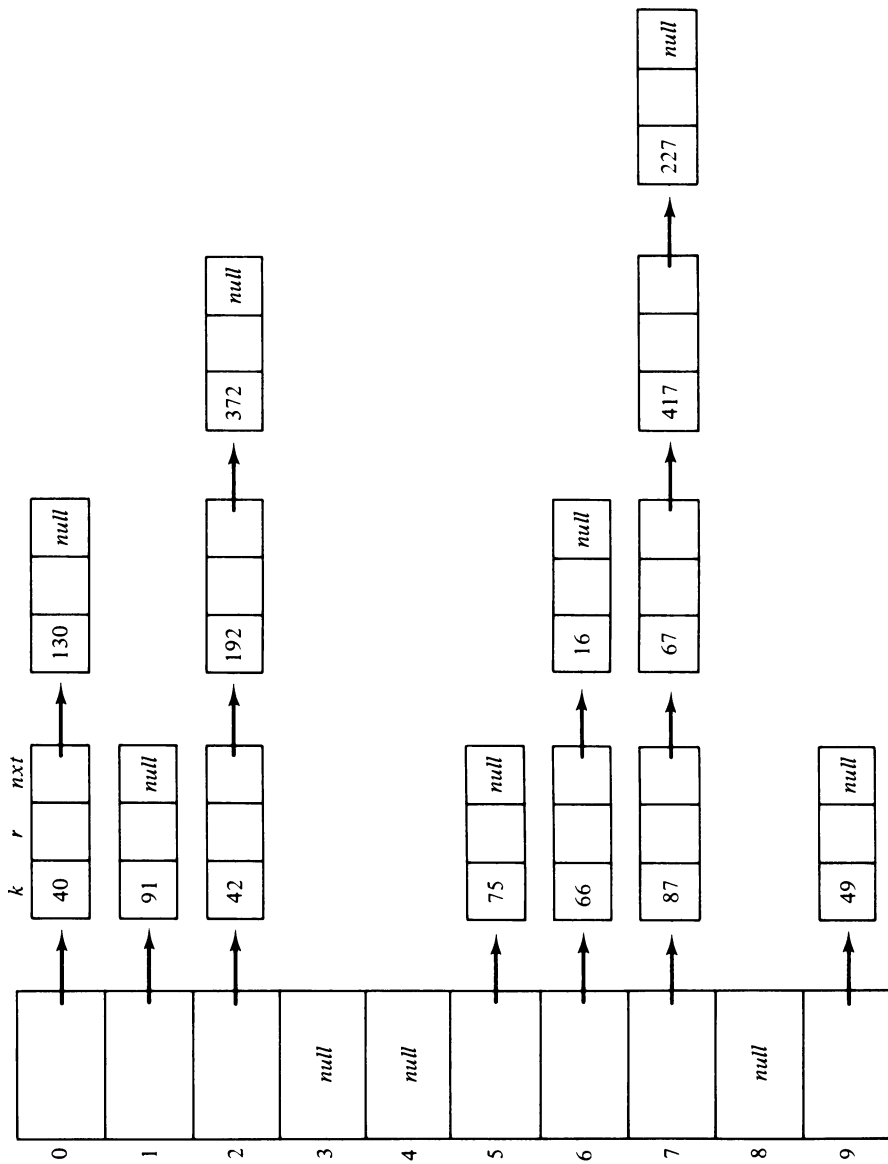 k r nxt
0 40 130 null
1 91 null
2 42 192 372 null
3 null
4 null
5 75 null
6 66 16 null
7 87 67 417 227 null
8 null
9 49 null